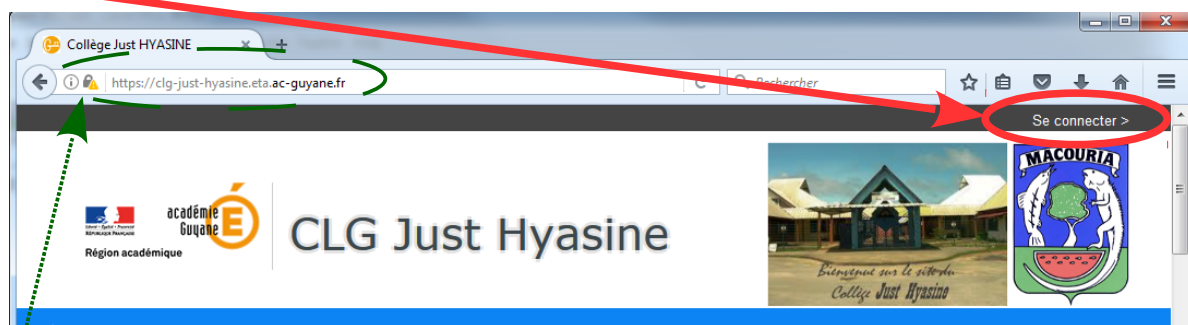 Collège Just HYASINE
https://clg-just-hyasine.eta.ac-guyane.fr
Rechercher
Se connecter >
MACOURIA
académie
Guyane
Liberté • Égalité • Fraternité
RÉPUBLIQUE FRANÇAISE
Région académique
CLG Just Hyasine
Bienvenue sur le site du
Collège Just Hyasine